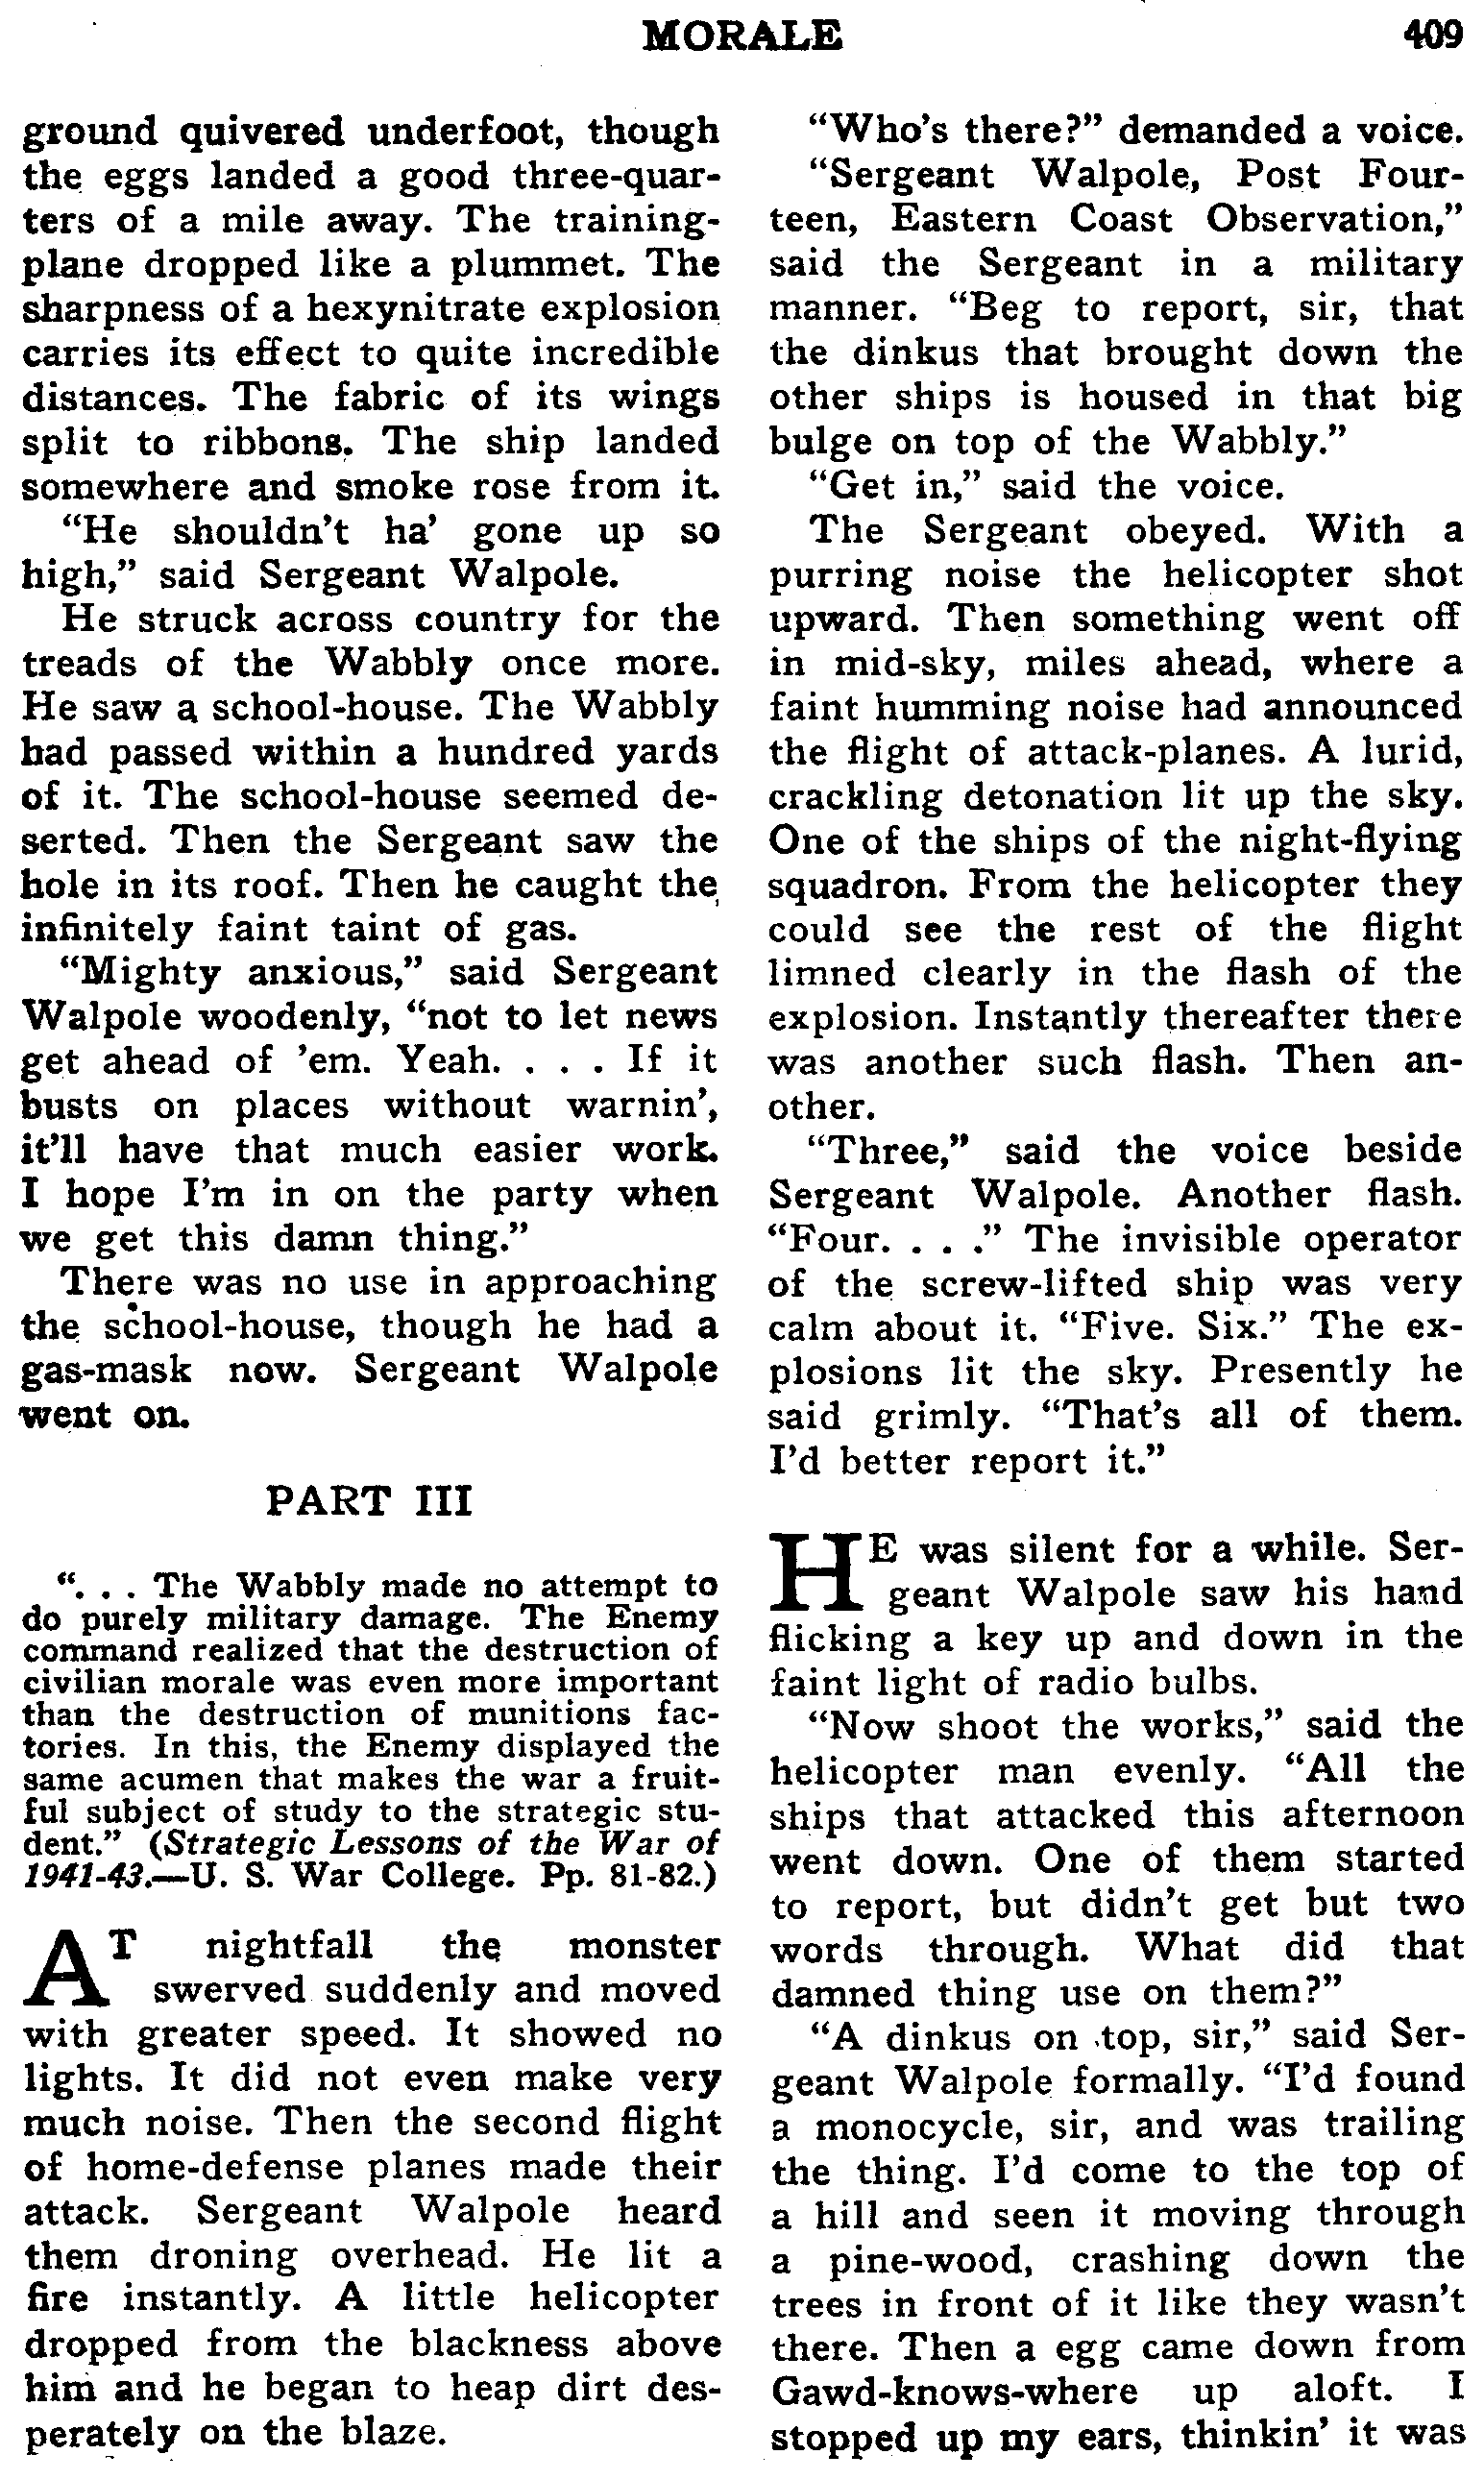 MORALE 409
ground quivered underfoot, though
the eggs landed a good three-quar-
ters of a mile away. The training-
plane dropped like a plummet. The
sharpness of a hexynitrate explosion
carries its effect to quite incredible
distances. The fabric of its wings
split to ribbons. The ship landed
somewhere and smoke rose from it.
“He shouldn’t ha’ gone up so
high,” said Sergeant Walpole.
He struck across country for the
treads of the Wabbly once more.
He saw a school-house. The Wabbly
had passed within a hundred yards
of it. The school-house seemed de-
serted. Then the Sergeant saw the
hole in its roof. Then he caught the
infinitely faint taint of gas.
“Mighty anxious,” said Sergeant
Walpole woodenly, “not to let news
get ahead of ’em. Yeah. . . . If it
busts on places without warnin’,
it’ll have that much easier work.
I hope I’m in on the party when
we get this damn thing.”
There was no use in approaching
the school-house, though he had a
gas-mask now. Sergeant Walpole
went on.
PART III
“. . . The Wabbly made no attempt to
do purely military damage. The Enemy
command realized that the destruction of
civilian morale was even more important
than the destruction of munitions fac-
tories. In this, the Enemy displayed the
same acumen that makes the war a fruit-
ful subject of study to the strategic stu-
dent.” (Strategic Lessons of the War of
1941-43.—U. S. War College. Pp. 81-82.)
AT nightfall the monster
swerved suddenly and moved
with greater speed. It showed no
lights. It did not even make very
much noise. Then the second flight
of home-defense planes made their
attack. Sergeant Walpole heard
them droning overhead. He lit a
fire instantly. A little helicopter
dropped from the blackness above
him and he began to heap dirt des-
perately on the blaze.
“Who’s there?” demanded a voice.
“Sergeant Walpole, Post Four-
teen, Eastern Coast Observation,”
said the Sergeant in a military
manner. “Beg to report, sir, that
the dinkus that brought down the
other ships is housed in that big
bulge on top of the Wabbly.”
“Get in,” said the voice.
The Sergeant obeyed. With a
purring noise the helicopter shot
upward. Then something went off
in mid-sky, miles ahead, where a
faint humming noise had announced
the flight of attack-planes. A lurid,
crackling detonation lit up the sky.
One of the ships of the night-flying
squadron. From the helicopter they
could see the rest of the flight
limned clearly in the flash of the
explosion. Instantly thereafter there
was another such flash. Then an-
other.
“Three,” said the voice beside
Sergeant Walpole. Another flash.
“Four. . . .” The invisible operator
of the screw-lifted ship was very
calm about it. “Five. Six.” The ex-
plosions lit the sky. Presently he
said grimly. “That’s all of them.
I’d better report it.”
HE was silent for a while. Ser-
geant Walpole saw his hand
flicking a key up and down in the
faint light of radio bulbs.
“Now shoot the works,” said the
helicopter man evenly. “All the
ships that attacked this afternoon
went down. One of them started
to report, but didn’t get but two
words through. What did that
damned thing use on them?”
“A dinkus on top, sir,” said Ser-
geant Walpole formally. “I’d found
a monocycle, sir, and was trailing
the thing. I’d come to the top of
a hill and seen it moving through
a pine-wood, crashing down the
trees in front of it like they wasn’t
there. Then a egg came down from
Gawd-knows-where up aloft. I
stopped up my ears, thinkin’ it was